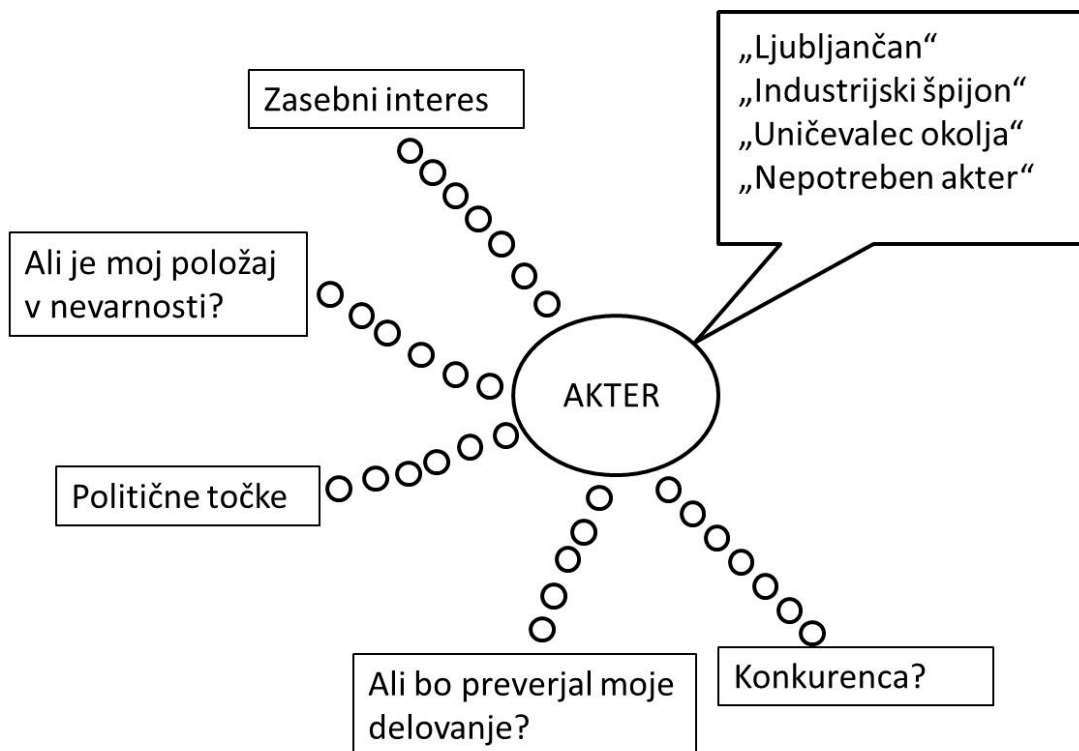 „Ljubljančan“
„Industrijski špijon“
„Uničevalec okolja“
„Nepotreben akter“
Zasebni interes
Ali je moj položaj
v nevarnosti?
AKTER
Politične točke
Ali bo preverjal moje
delovanje?
Konkurenca?